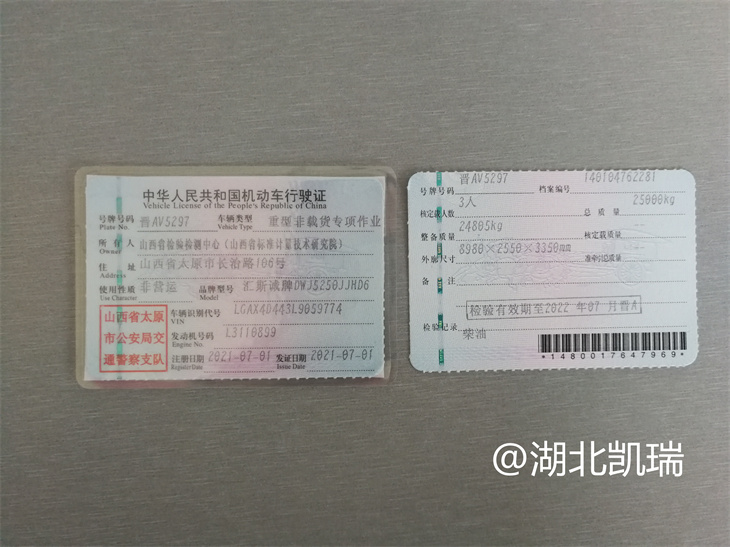 中华人民共和国机动车行驶证
Vehicle License of the People's Republic of China
号牌号码 晋AV5297 车辆类型 重型非载货专项作业
Plate No. Vehicle Type
所有人 山西省检验检测中心(山西省标准计量技术研究院)
Owner
住址 山西省太原市长治路106号
Address
使用性质 非营运 品牌型号 汇斯诚牌DWJ5250JJHD6
Use Character Model
山西省太原
市公安局交
通警察支队
车辆识别代号 LGAX4D443L9059774
VIN
发动机号码 L3110899
Engine No.
注册日期 2021-07-01 发证日期 2021-07-01
Register Date Issue Date
号牌号码 晋AV5297 档案编号 140104762281
核定载人数 3人 总质量 25000kg
整备质量 24805kg 核定载质量
外廓尺寸 8980×2550×3350 准牵引总质量
备注
检验有效期至2022年07月晋A
检验记录
柴油
*1480017647969*
@湖北凯瑞